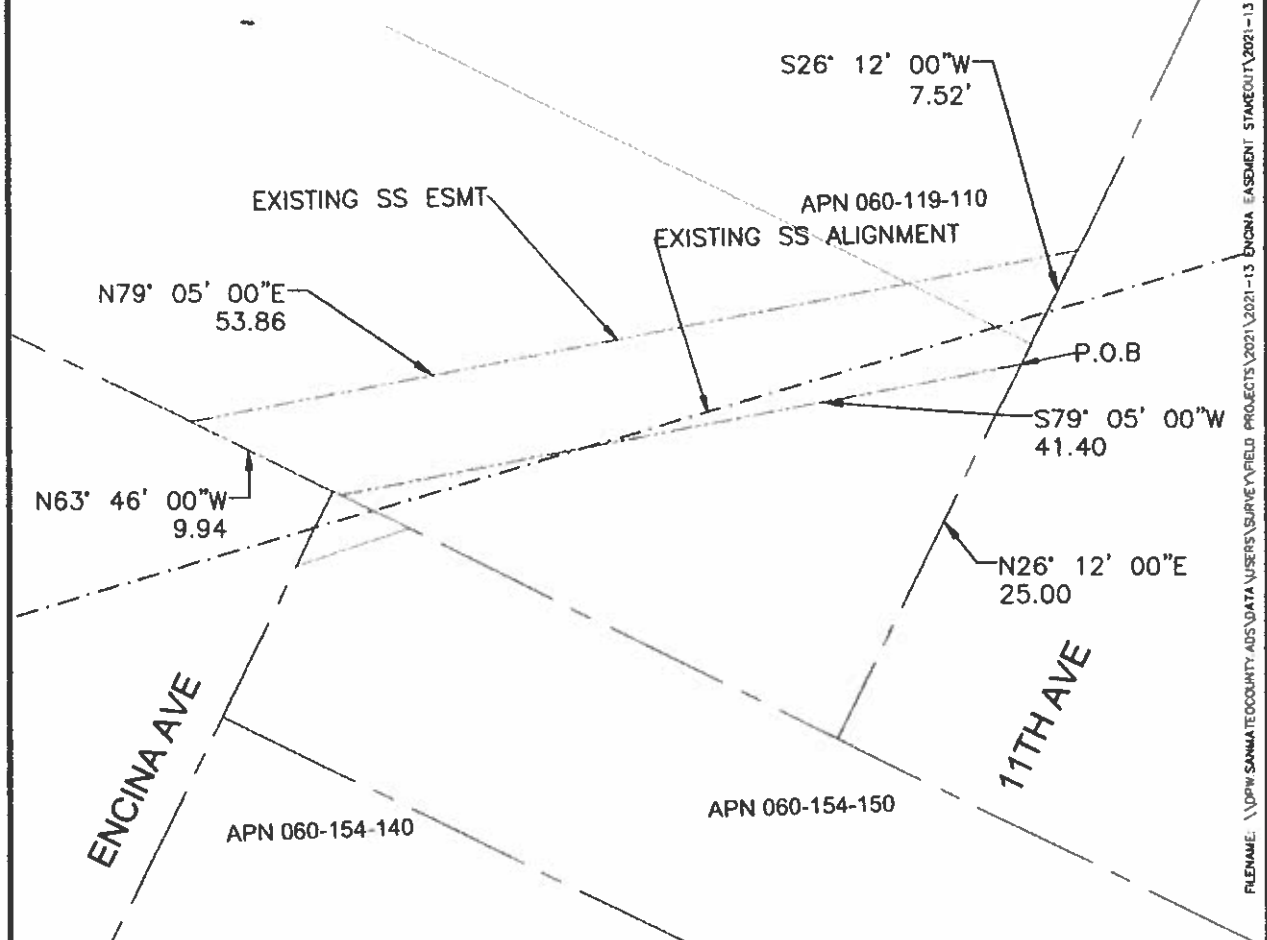 S26° 12' 00"W
7.52'
EXISTING SS ESMT
APN 060-119-110
EXISTING SS ALIGNMENT
N79° 05' 00"E
53.86
P.O.B
S79° 05' 00"W
41.40
N63° 46' 00"W
9.94
N26° 12' 00"E
25.00
ENCINA AVE
11TH AVE
APN 060-154-140
APN 060-154-150
FILENAME: \\DPW.SANMATEOCOUNTY.ADS\DATA\USERS\SURVEY\FIELD PROJECTS\2021\2021-13 ENCINA EASEMENT STAKEOUT\2021-13